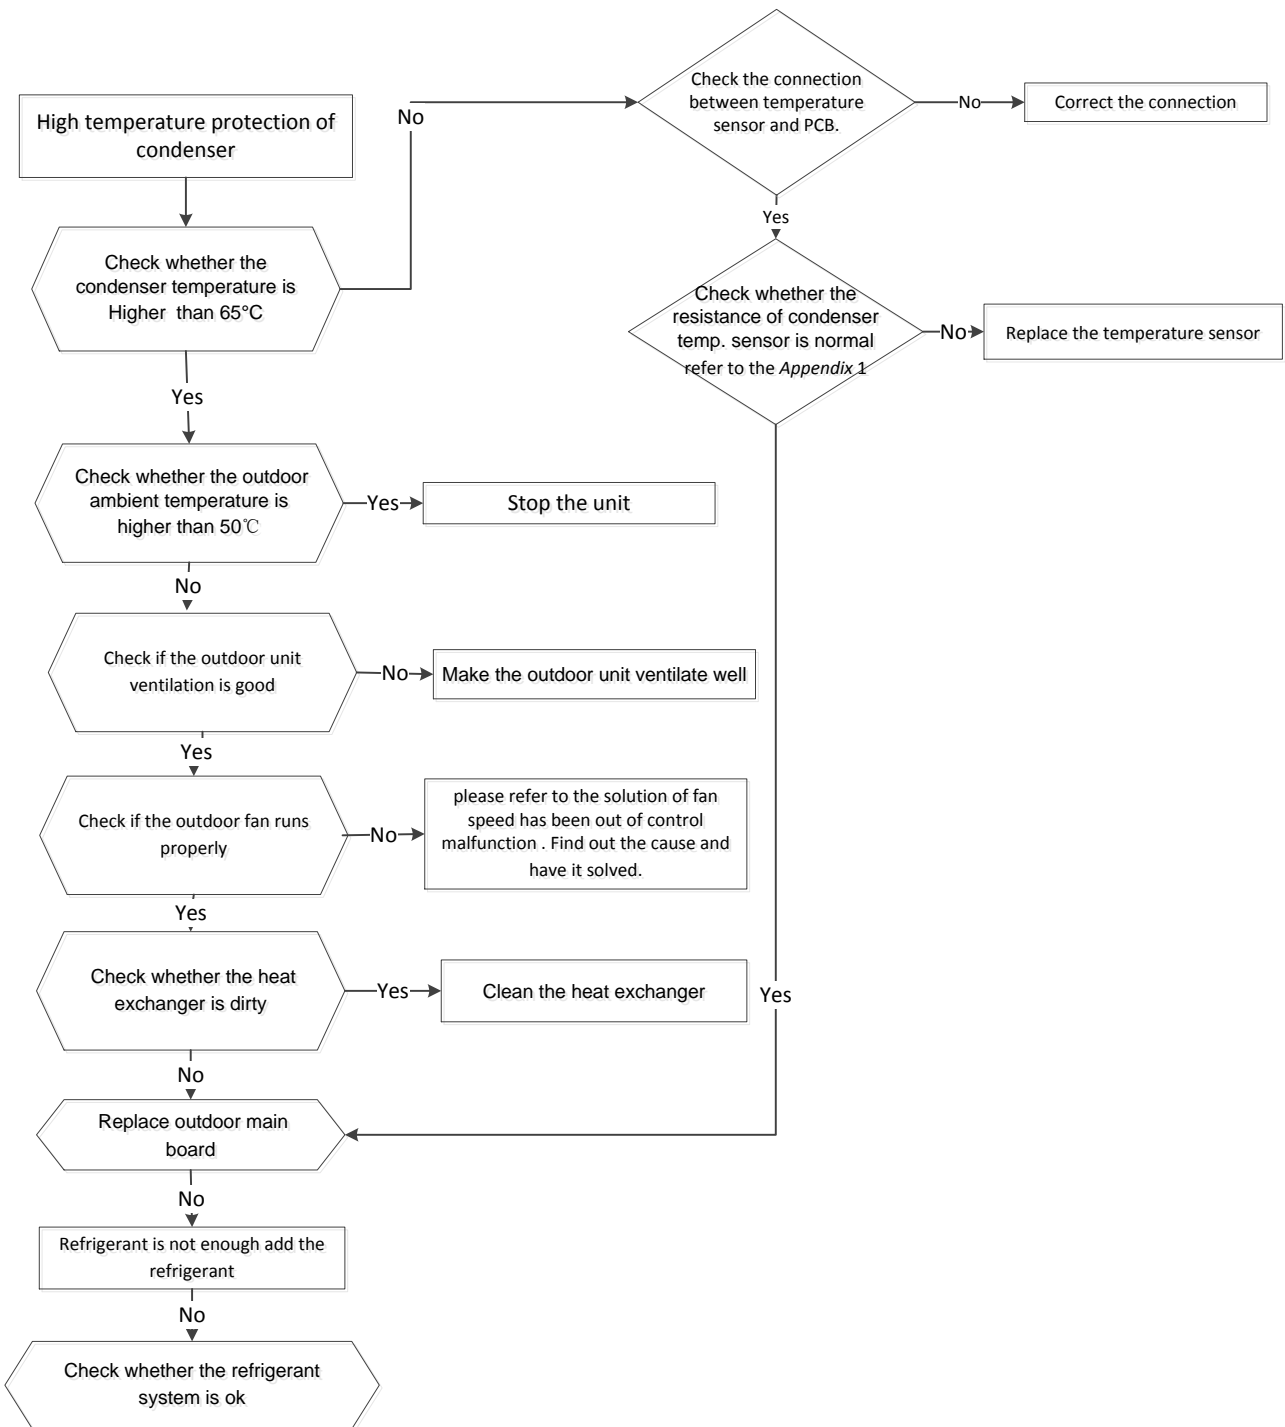 High temperature protection of
condenser
Check whether the
condenser temperature is
Higher than 65°C
No
Check the connection
between temperature
sensor and PCB.
No
Correct the connection
Yes
Check whether the
resistance of condenser
temp. sensor is normal
refer to the Appendix 1
No
Replace the temperature sensor
Yes
Check whether the outdoor
ambient temperature is
higher than 50℃
Yes
Stop the unit
No
Check if the outdoor unit
ventilation is good
No
Make the outdoor unit ventilate well
Yes
Check if the outdoor fan runs
properly
No
please refer to the solution of fan
speed has been out of control
malfunction . Find out the cause and
have it solved.
Yes
Check whether the heat
exchanger is dirty
Yes
Clean the heat exchanger
Yes
No
Replace outdoor main
board
No
Refrigerant is not enough add the
refrigerant
No
Check whether the refrigerant
system is ok